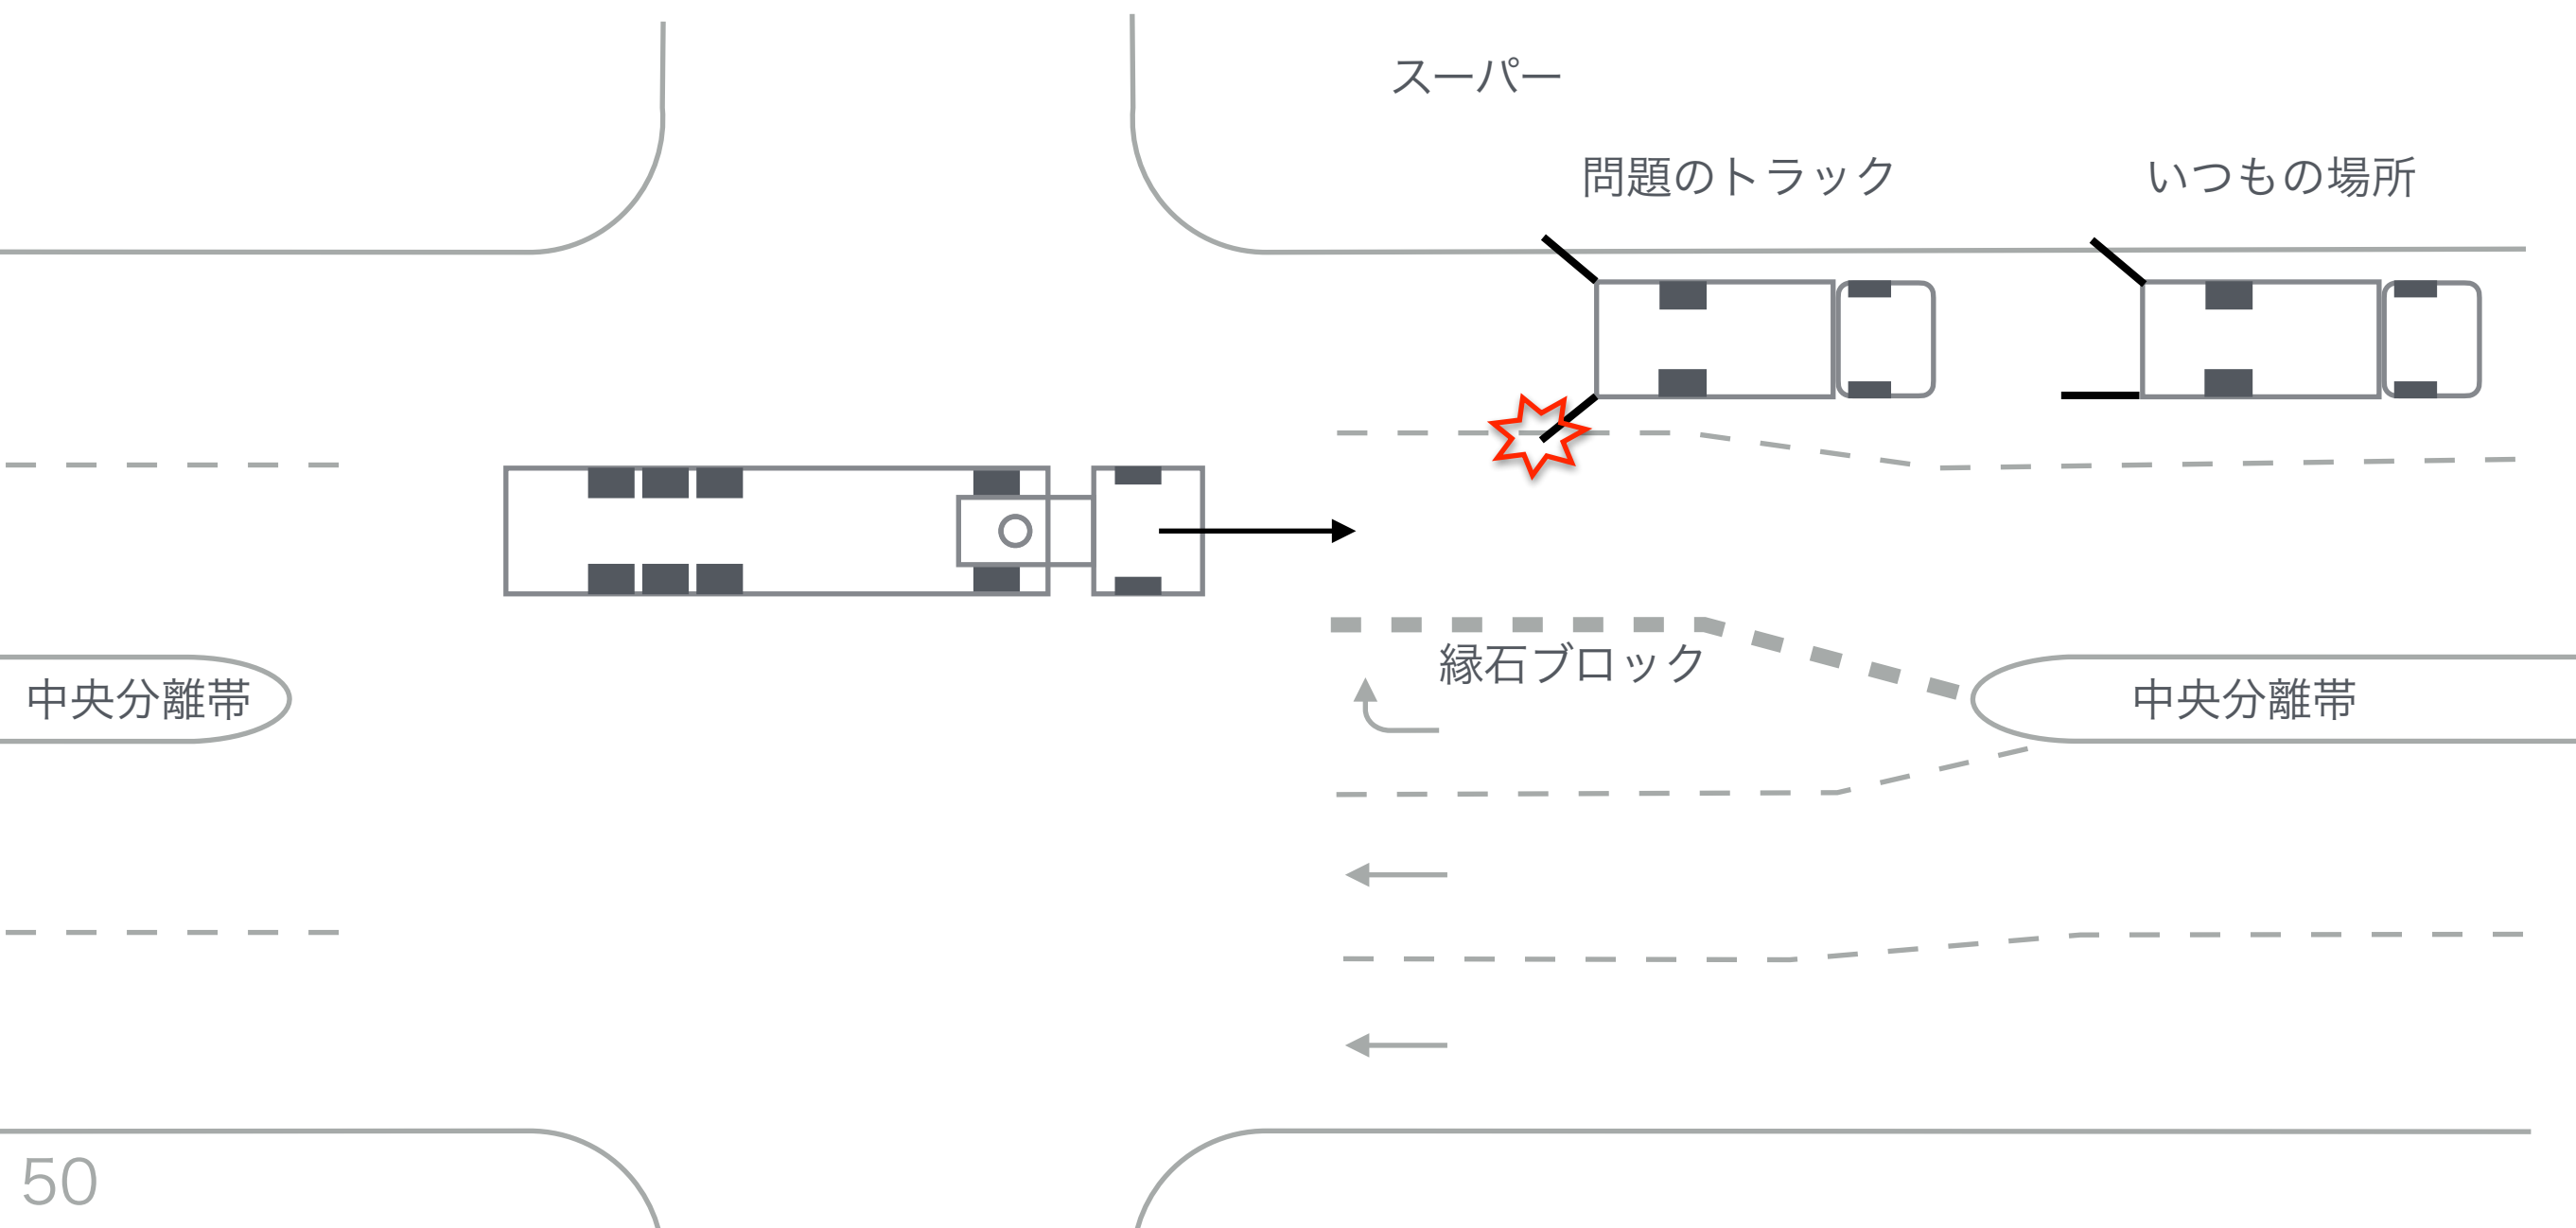 スーパー
問題のトラック
いつもの場所
縁石ブロック
中央分離帯
中央分離帯
50